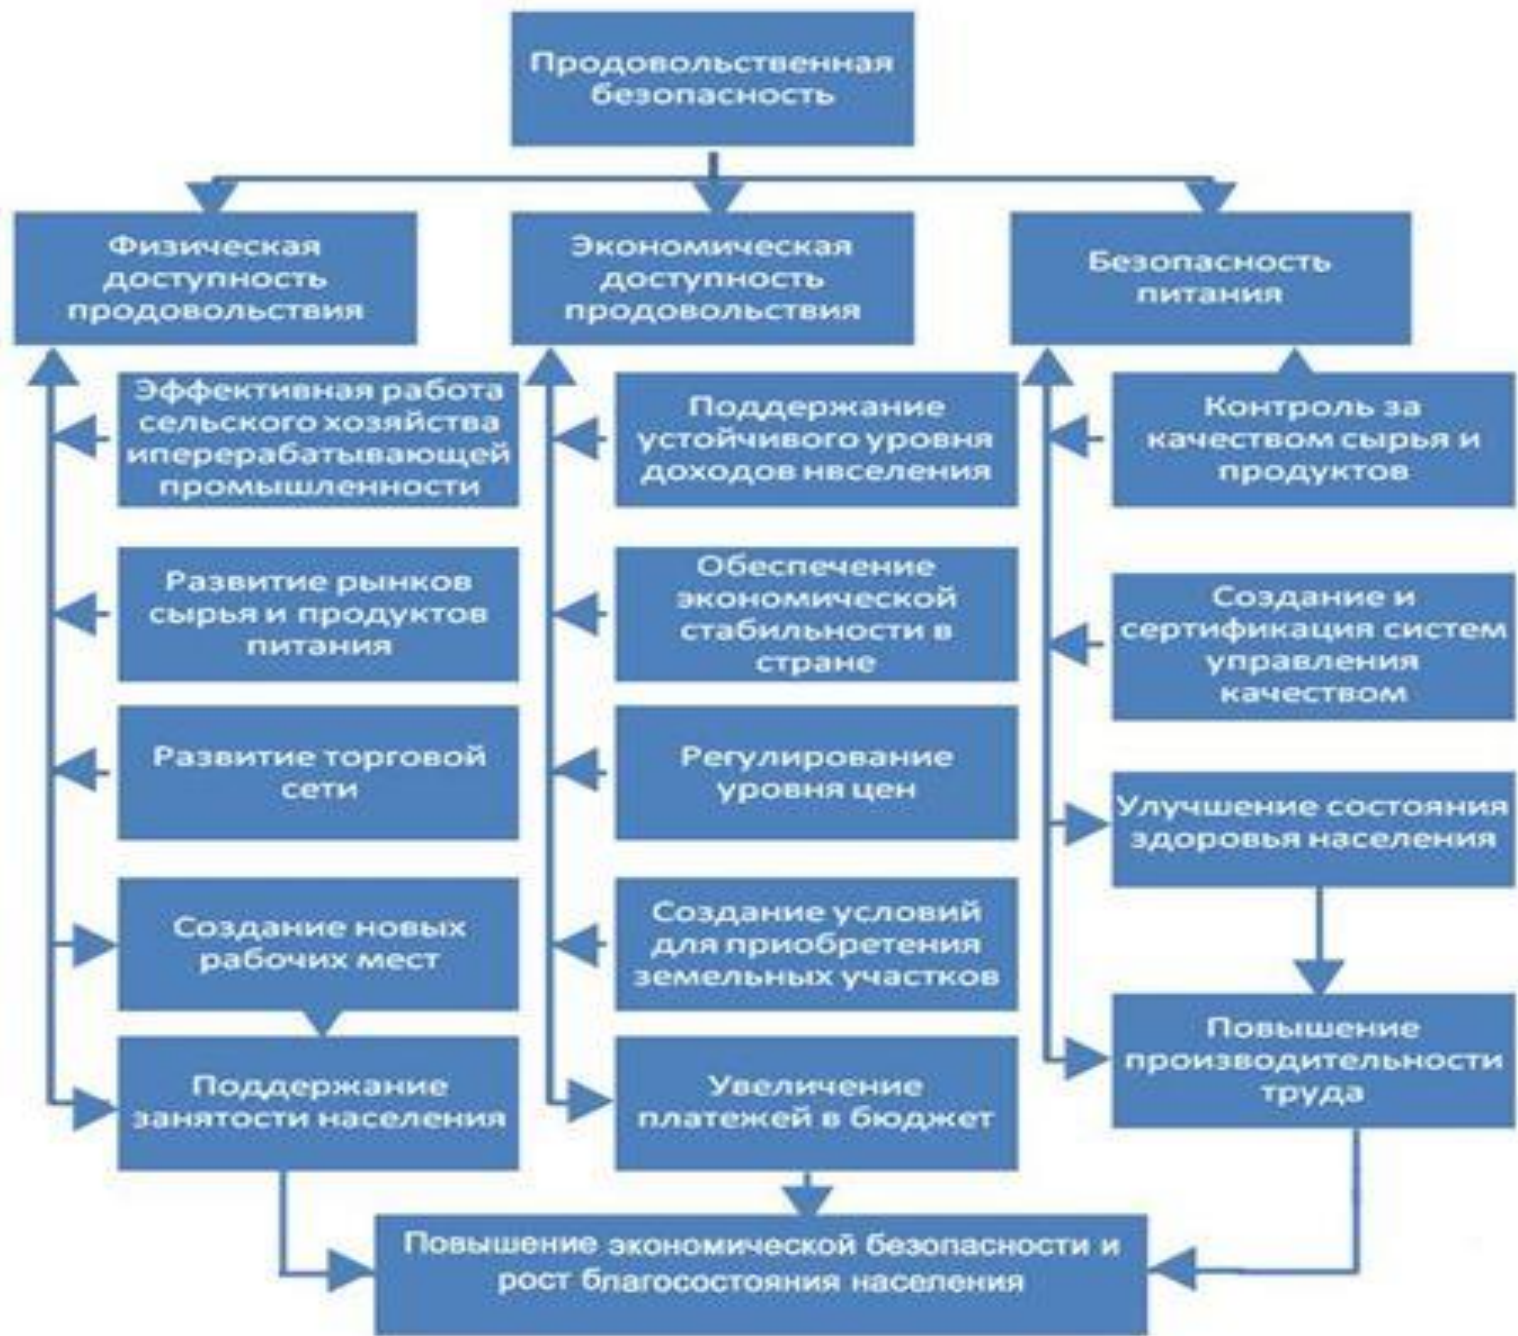 Продовольственная
безопасность
Физическая
доступность
продовольствия
Экономическая
доступность
продовольствия
Безопасность
питания
Эффективная работа
сельского хозяйства
иперерабатывающей
промышленности
Поддержание
устойчивого уровня
доходов нвселения
Контроль за
качеством сырья и
продуктов
Развитие рынков
сырья и продуктов
питания
Обеспечение
экономической
стабильности в
стране
Создание и
сертификация систем
управления
качеством
Развитие торговой
сети
Регулирование
уровня цен
Улучшение состояния
здоровья населения
Создание новых
рабочих мест
Создание условий
для приобретения
земельных участков
Повышение
производительности
труда
Поддержание
занятости населения
Увеличение
платежей в бюджет
Повышение экономической безопасности и
рост благосостояния населения